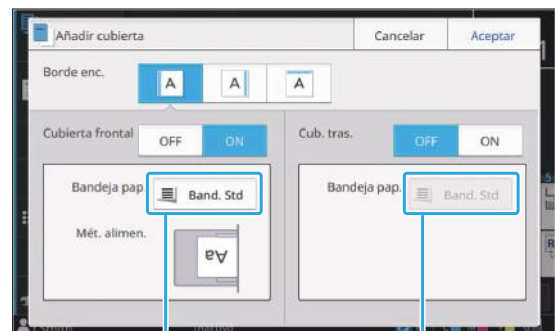 Añadir cubierta
Cancelar
Aceptar
Borde enc.
A
A
A
Cubierta frontal
OFF
ON
Cub. tras.
OFF
ON
Bandeja pap.
Band. Std
Bandeja pap.
Band. Std
Mét. alimen.
Aa